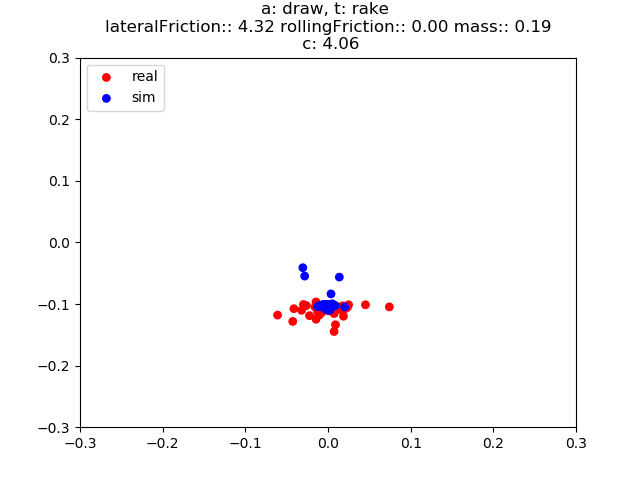 a: draw, t: rake
lateralFriction:: 4.32 rollingFriction:: 0.00 mass:: 0.19
c: 4.06
real
sim
0.3
0.2
0.1
0.0
−0.1
−0.2
−0.3
−0.3
−0.2
−0.1
0.0
0.1
0.2
0.3